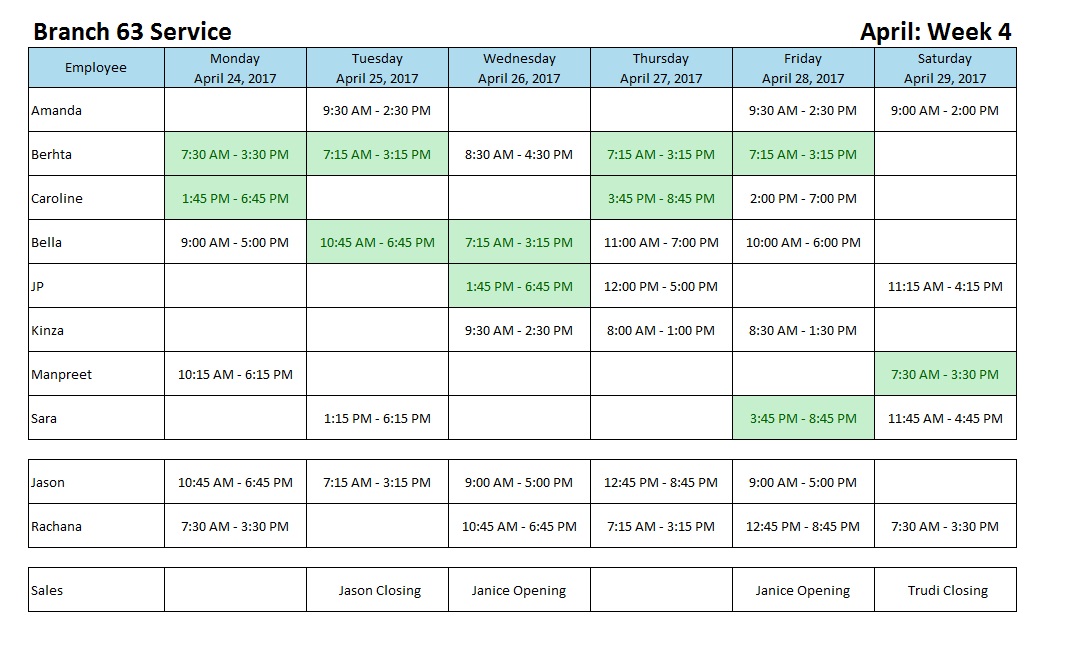 Branch 63 Service April: Week 4
Employee Monday Tuesday Wednesday Thursday Friday Saturday
April 24, 2017 April 25, 2017 April 26, 2017 April 27, 2017 April 28, 2017 April 29, 2017
Amanda 9:30 AM - 2:30 PM 9:30 AM - 2:30 PM 9:00 AM - 2:00 PM
Berhta 7:30 AM - 3:30 PM 7:15 AM - 3:15 PM 8:30 AM - 4:30 PM 7:15 AM - 3:15 PM 7:15 AM - 3:15 PM
Caroline 1:45 PM - 6:45 PM 3:45 PM - 8:45 PM 2:00 PM - 7:00 PM
Bella 9:00 AM - 5:00 PM 10:45 AM - 6:45 PM 7:15 AM - 3:15 PM 11:00 AM - 7:00 PM 10:00 AM - 6:00 PM
JP 1:45 PM - 6:45 PM 12:00 PM - 5:00 PM 11:15 AM - 4:15 PM
Kinza 9:30 AM - 2:30 PM 8:00 AM - 1:00 PM 8:30 AM - 1:30 PM
Manpreet 10:15 AM - 6:15 PM 7:30 AM - 3:30 PM
Sara 1:15 PM - 6:15 PM 3:45 PM - 8:45 PM 11:45 AM - 4:45 PM
Jason 10:45 AM - 6:45 PM 7:15 AM - 3:15 PM 9:00 AM - 5:00 PM 12:45 PM - 8:45 PM 9:00 AM - 5:00 PM
Rachana 7:30 AM - 3:30 PM 10:45 AM - 6:45 PM 7:15 AM - 3:15 PM 12:45 PM - 8:45 PM 7:30 AM - 3:30 PM
Sales Jason Closing Janice Opening Janice Opening Trudi Closing